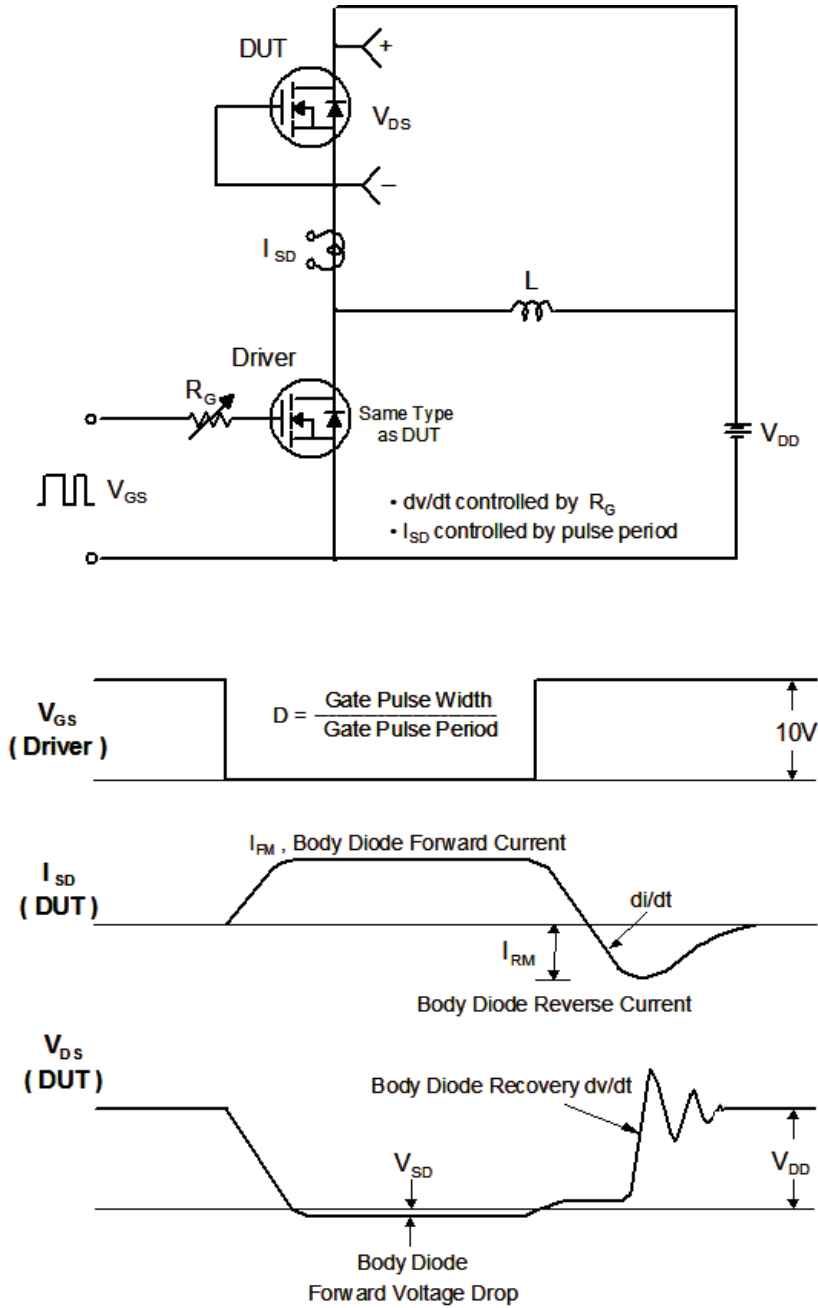 DUT
+
V_DS
–
I_SD
L
Driver
R_G
Same Type
as DUT
V_DD
V_GS
• dv/dt controlled by R_G
• I_SD controlled by pulse period
V_GS
( Driver )
D = Gate Pulse Width
Gate Pulse Period
10V
I_FM , Body Diode Forward Current
I_SD
( DUT )
di/dt
I_RM
Body Diode Reverse Current
V_DS
( DUT )
Body Diode Recovery dv/dt
V_SD
V_DD
Body Diode
Forward Voltage Drop